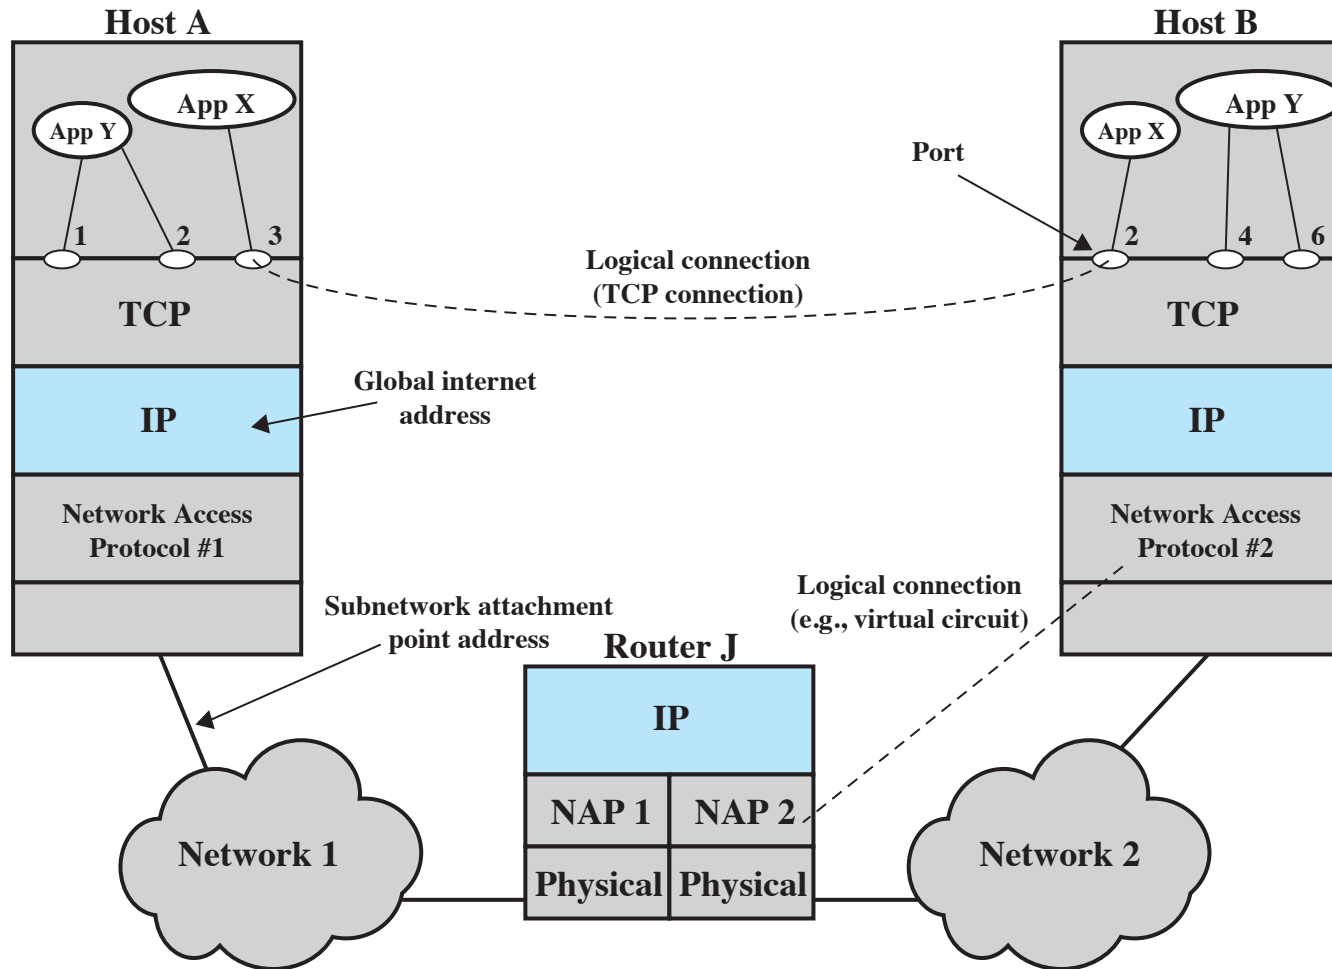 Host A
Host B
App X
App Y
App Y
App X
Port
1
2
3
2
4
6
Logical connection
(TCP connection)
TCP
TCP
Global internet
address
IP
IP
Network Access
Protocol #1
Network Access
Protocol #2
Subnetwork attachment
point address
Logical connection
(e.g., virtual circuit)
Router J
IP
NAP 1
NAP 2
Network 1
Physical
Physical
Network 2